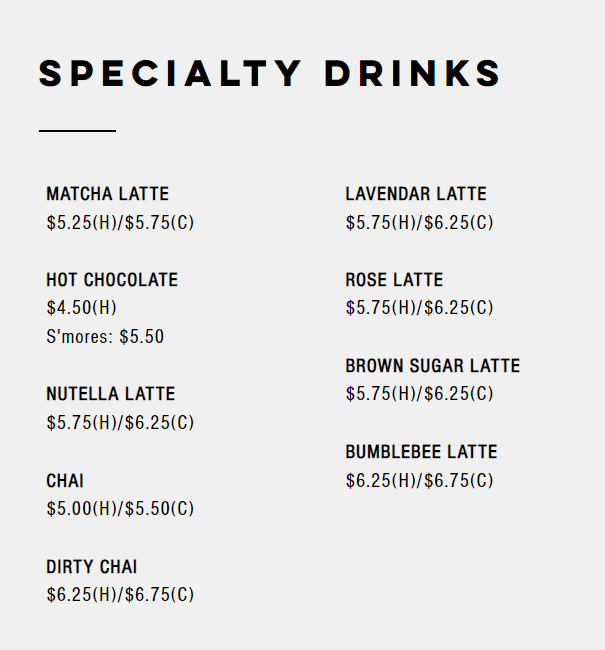 SPECIALTY DRINKS
MATCHA LATTE
$5.25(H)/$5.75(C)
HOT CHOCOLATE
$4.50(H)
S'mores: $5.50
NUTELLA LATTE
$5.75(H)/$6.25(C)
CHAI
$5.00(H)/$5.50(C)
DIRTY CHAI
$6.25(H)/$6.75(C)
LAVENDAR LATTE
$5.75(H)/$6.25(C)
ROSE LATTE
$5.75(H)/$6.25(C)
BROWN SUGAR LATTE
$5.75(H)/$6.25(C)
BUMBLEBEE LATTE
$6.25(H)/$6.75(C)